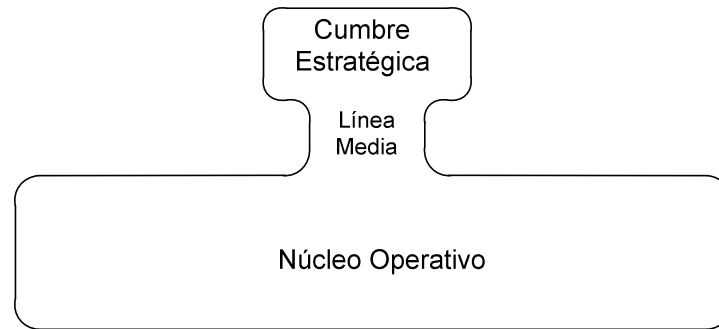 Cumbre
Estratégica
Línea
Media
Núcleo Operativo